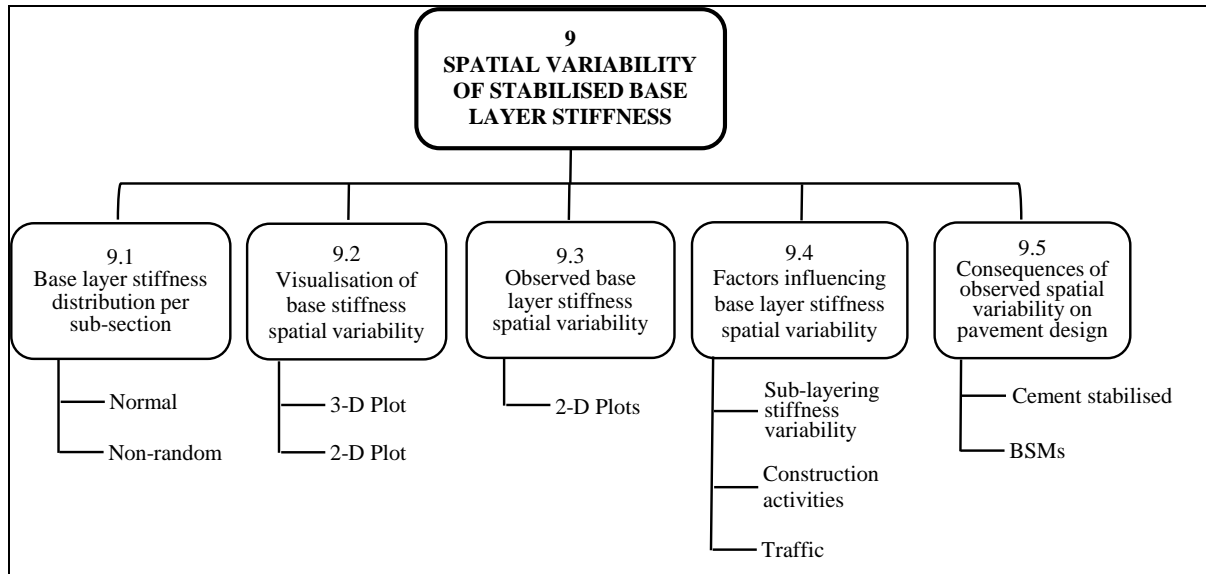 9
SPATIAL VARIABILITY
OF STABILISED BASE
LAYER STIFFNESS
9.1
Base layer stiffness
distribution per
sub-section
Normal
Non-random
9.2
Visualisation of
base stiffness
spatial variability
3-D Plot
2-D Plot
9.3
Observed base
layer stiffness
spatial variability
2-D Plots
9.4
Factors influencing
base layer stiffness
spatial variability
Sub-layering
stiffness
variability
Construction
activities
Traffic
9.5
Consequences of
observed spatial
variability on
pavement design
Cement stabilised
BSMs